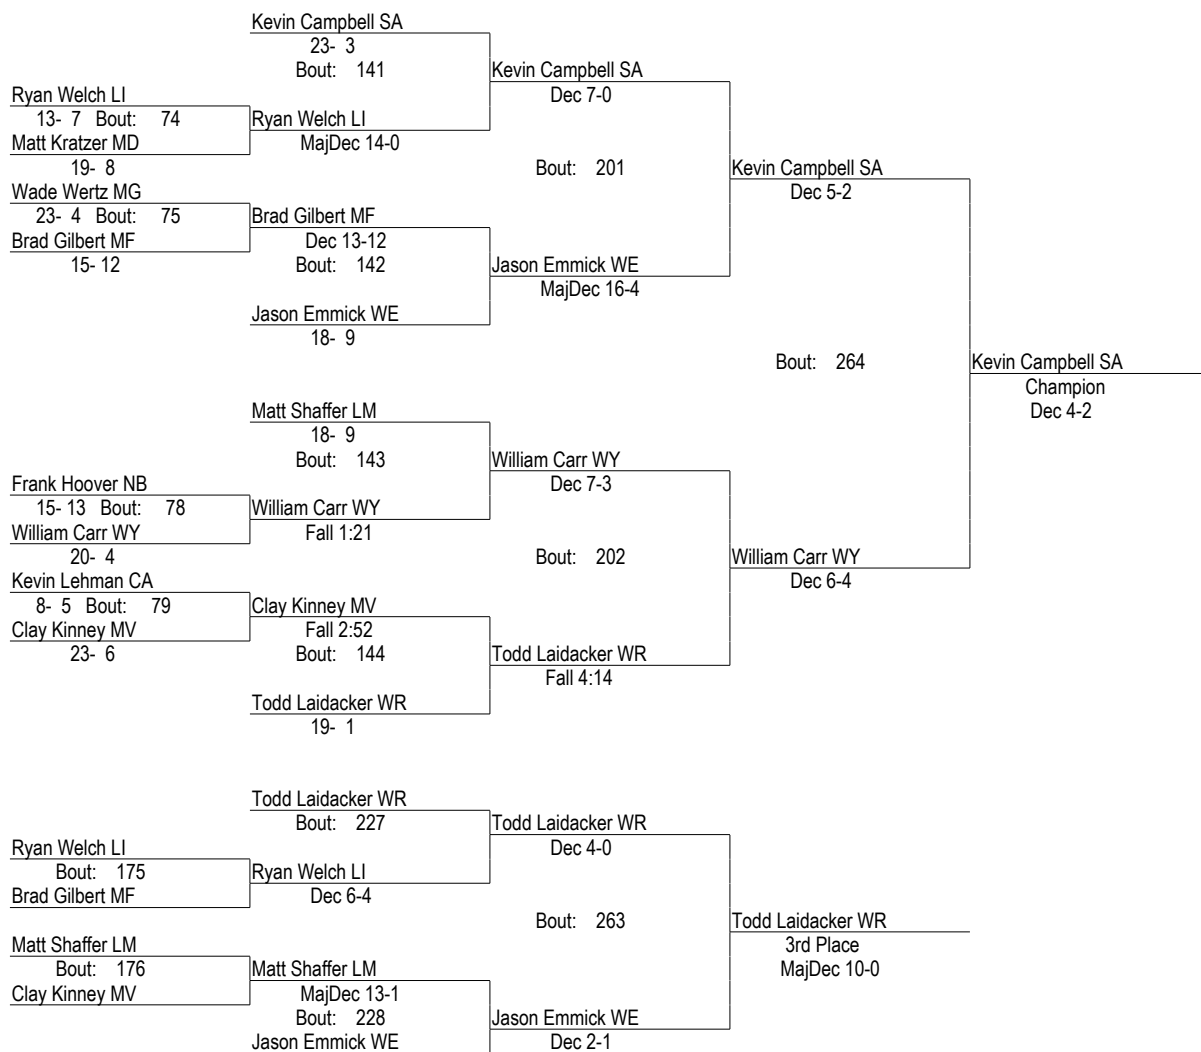 Kevin Campbell SA
23- 3
Bout: 141
Kevin Campbell SA
Dec 7-0
Ryan Welch LI
13- 7 Bout: 74
Ryan Welch LI
MajDec 14-0
Matt Kratzer MD
19- 8
Bout: 201
Kevin Campbell SA
Dec 5-2
Wade Wertz MG
23- 4 Bout: 75
Brad Gilbert MF
Dec 13-12
Brad Gilbert MF
15- 12
Bout: 142
Jason Emmick WE
MajDec 16-4
Jason Emmick WE
18- 9
Bout: 264
Kevin Campbell SA
Champion
Dec 4-2
Matt Shaffer LM
18- 9
Bout: 143
William Carr WY
Dec 7-3
Frank Hoover NB
15- 13 Bout: 78
William Carr WY
Fall 1:21
William Carr WY
20- 4
Bout: 202
William Carr WY
Dec 6-4
Kevin Lehman CA
8- 5 Bout: 79
Clay Kinney MV
Fall 2:52
Clay Kinney MV
23- 6
Bout: 144
Todd Laidacker WR
Fall 4:14
Todd Laidacker WR
19- 1
Todd Laidacker WR
Bout: 227
Todd Laidacker WR
Dec 4-0
Ryan Welch LI
Bout: 175
Ryan Welch LI
Dec 6-4
Brad Gilbert MF
Bout: 263
Todd Laidacker WR
3rd Place
MajDec 10-0
Matt Shaffer LM
Bout: 176
Matt Shaffer LM
MajDec 13-1
Clay Kinney MV
Bout: 228
Jason Emmick WE
Dec 2-1
Jason Emmick WE